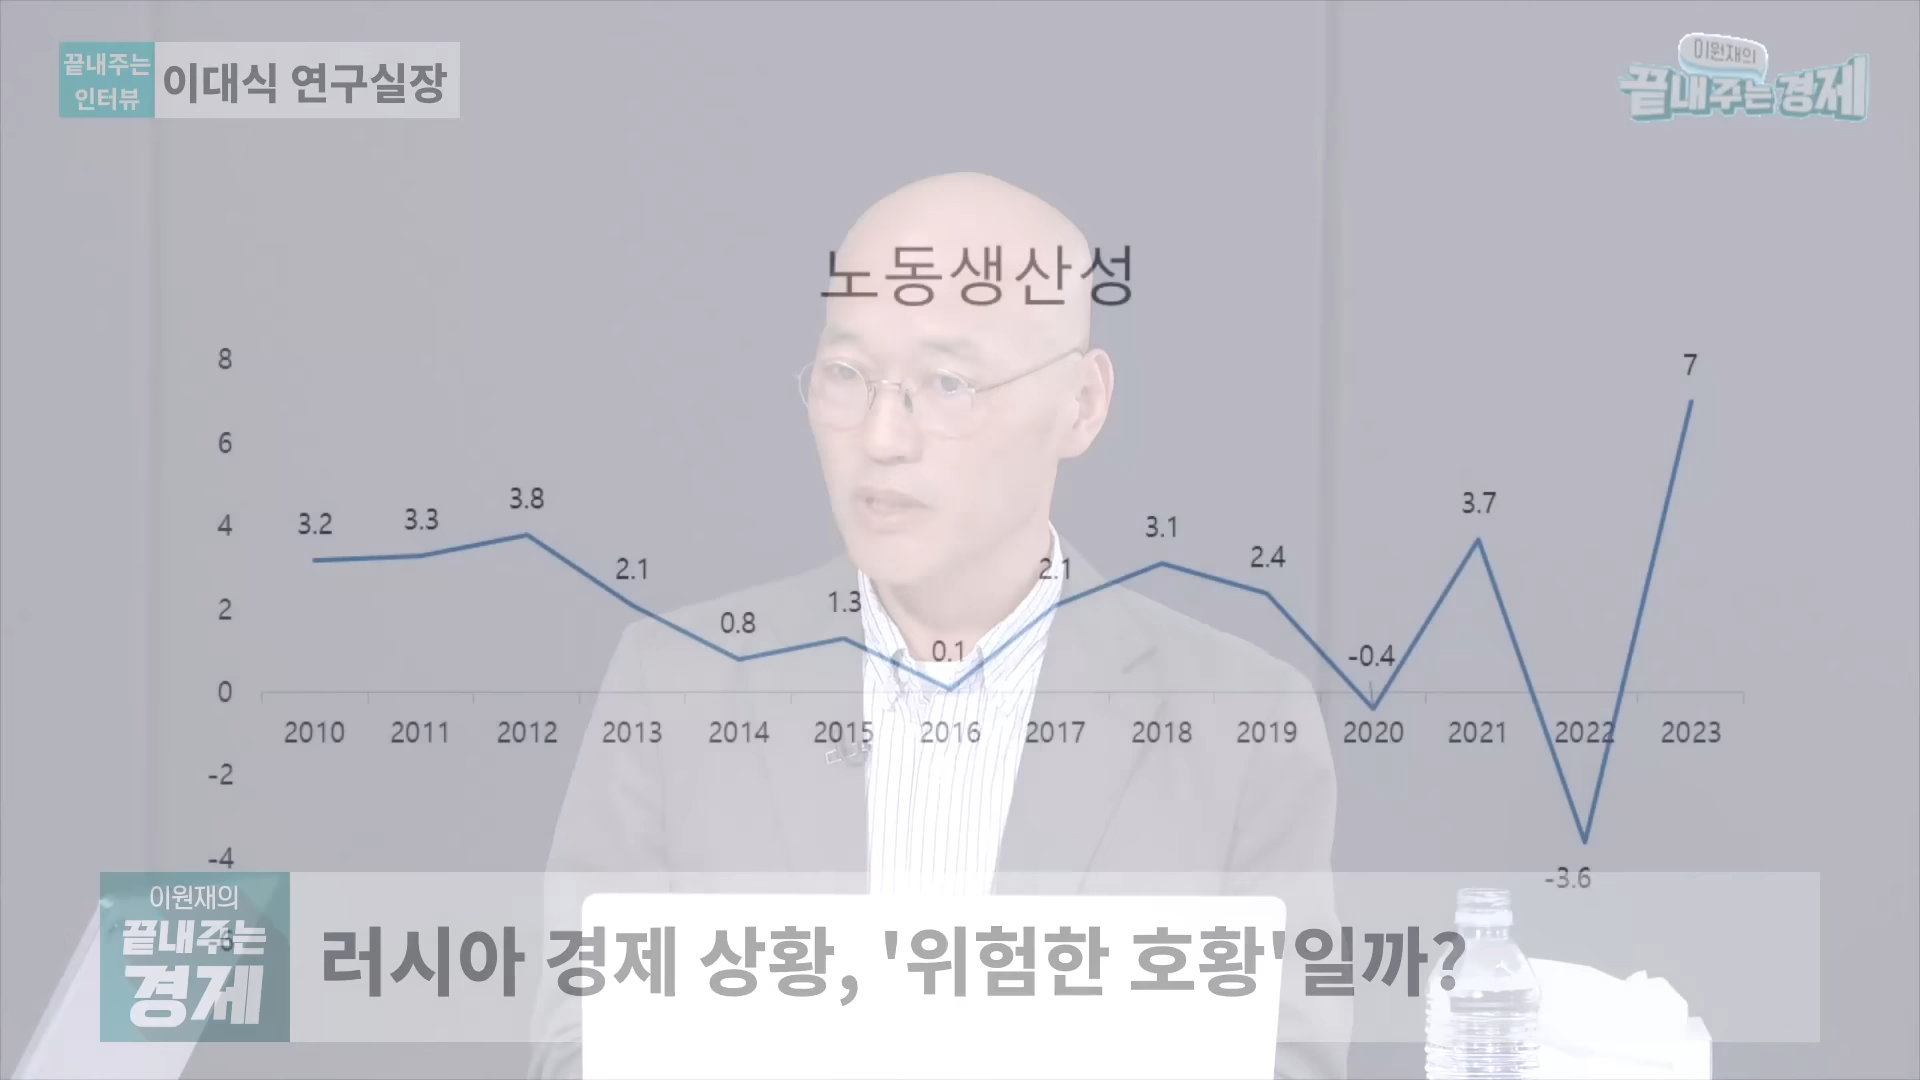 끝내주는
인터뷰
이대식 연구실장
이원재의
끝내주는 경제
노동생산성
8
6
4
2
0
-2
-4
-6
3.2
3.3
3.8
2.1
0.8
1.3
0.1
2.1
3.1
2.4
-0.4
3.7
-3.6
7
2010 2011 2012 2013 2014 2015 2016 2017 2018 2019 2020 2021 2022 2023
이원재의
끝내주는
경제
러시아 경제 상황, '위험한 호황'일까?